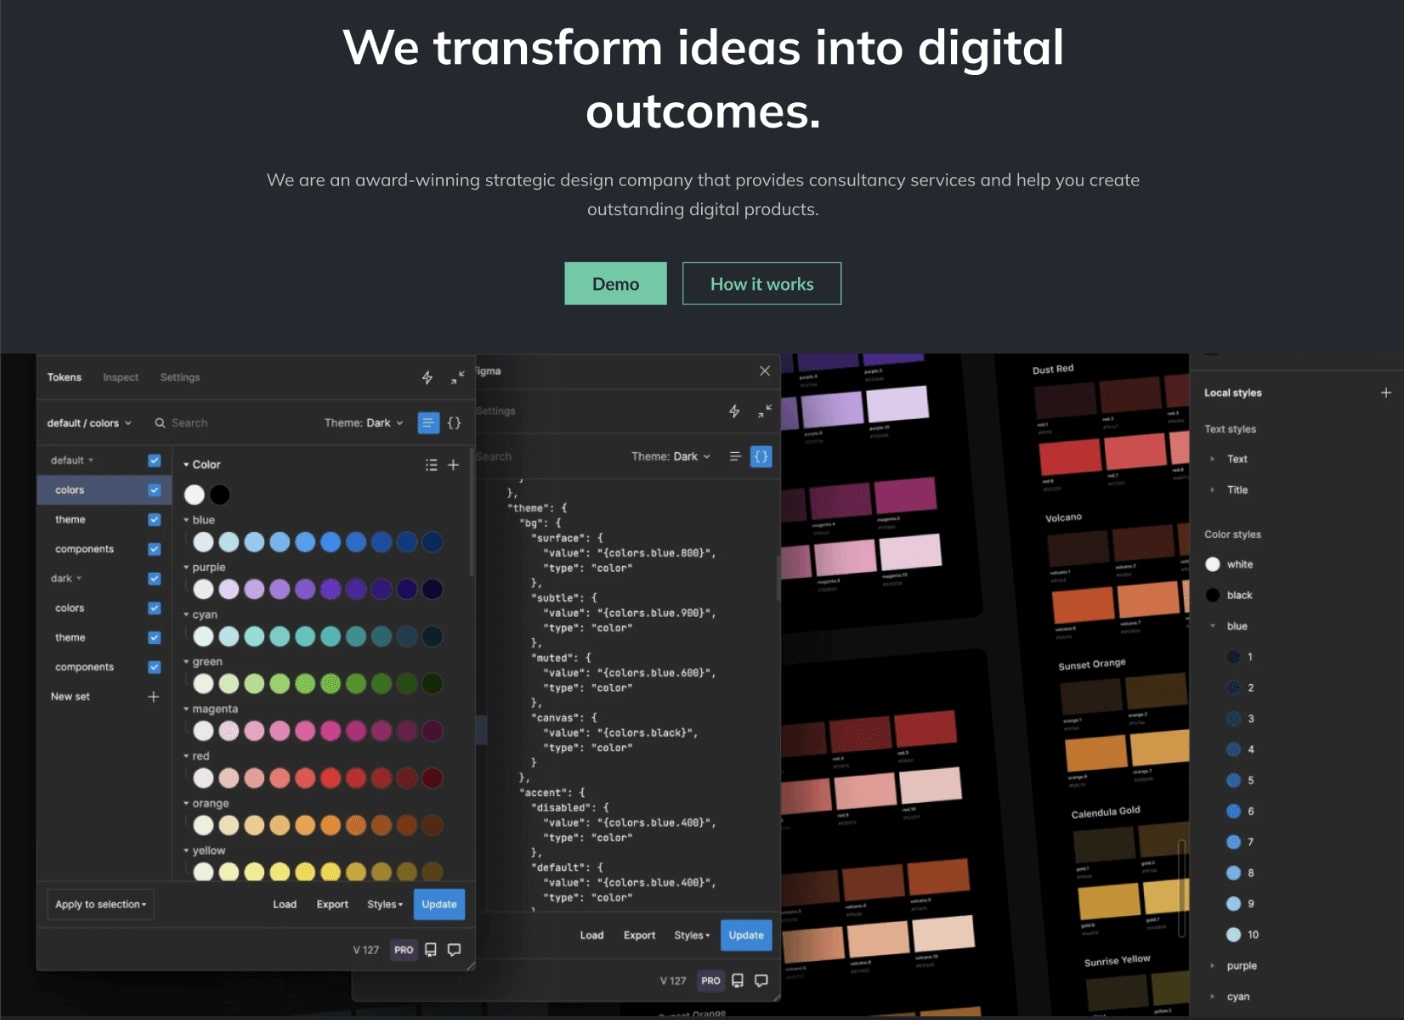 We transform ideas into digital
outcomes.
We are an award-winning strategic design company that provides consultancy services and help you create
outstanding digital products.
Demo
How it works
Tokens
Inspect
Settings
default / colors
Search
Theme: Dark
default
colors
theme
components
dark
colors
theme
components
New set
Color
blue
purple
cyan
green
magenta
red
orange
yellow
Apply to selection
Load
Export
Styles
Update
V 127
PRO
igma
Settings
Search
Theme: Dark
{}
},
"theme": {
"bg": {
"surface": {
"value": "{colors.blue.800}",
"type": "color"
},
"subtle": {
"value": "{colors.blue.900}",
"type": "color"
},
"muted": {
"value": "{colors.blue.600}",
"type": "color"
},
"canvas": {
"value": "{colors.black}",
"type": "color"
}
},
"accent": {
"disabled": {
"value": "{colors.blue.400}",
"type": "color"
},
"default": {
"value": "{colors.blue.400}",
"type": "color"
Load
Export
Styles
Update
V 127
PRO
Dust Red
Volcano
Sunset Orange
Calendula Gold
Sunrise Yellow
Sunset Orange
Local styles
Text styles
Text
Title
Color styles
white
black
blue
1
2
3
4
5
6
7
8
9
10
purple
cyan